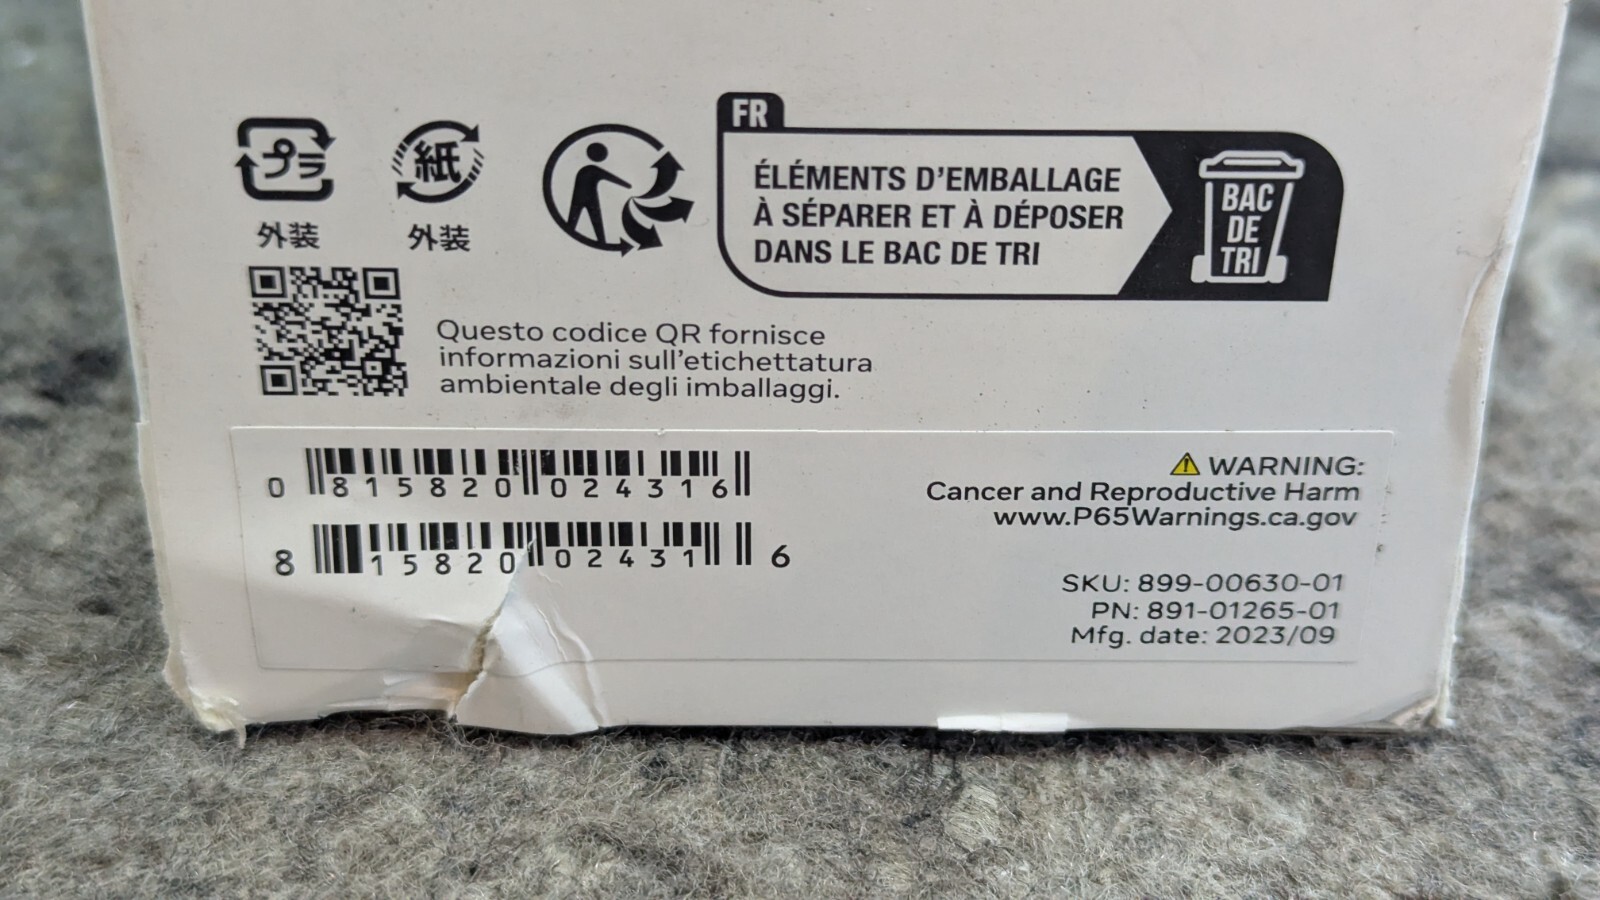 プラ
外装
紙
外装
FR
ÉLÉMENTS D'EMBALLAGE
À SÉPARER ET À DÉPOSER
DANS LE BAC DE TRI
BAC
DE
TRI
Questo codice QR fornisce
informazioni sull'etichettatura
ambientale degli imballaggi.
0 815820 024316
8 15820 02431 6
WARNING:
Cancer and Reproductive Harm
www.P65Warnings.ca.gov
SKU: 899-00630-01
PN: 891-01265-01
Mfg. date: 2023/09